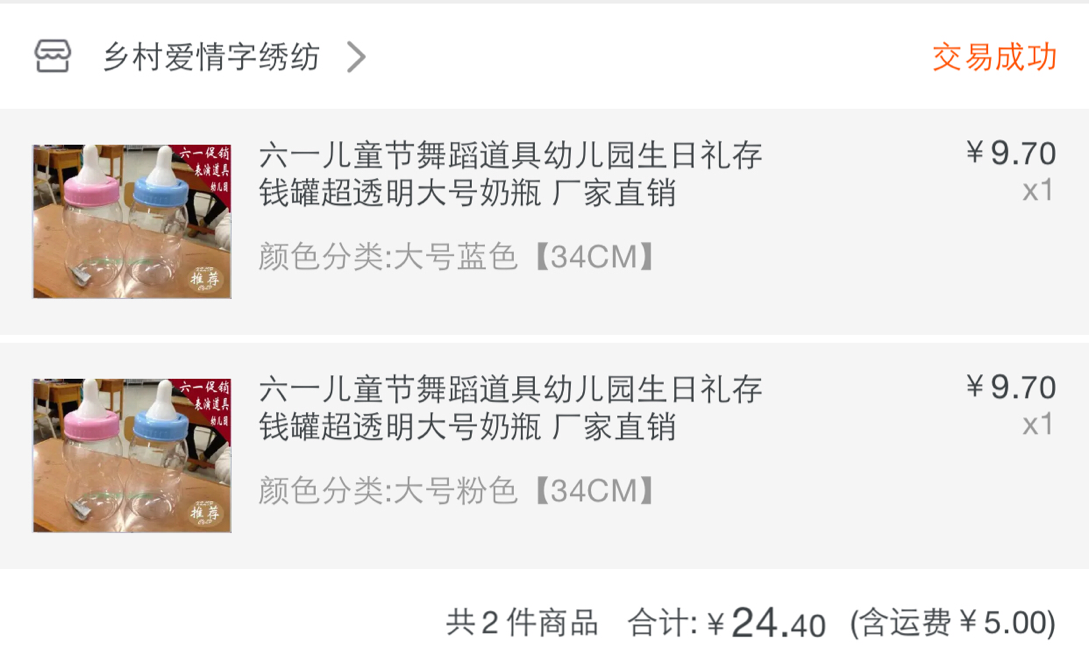 乡村爱情字绣纺
交易成功
六一儿童节舞蹈道具幼儿园生日礼存
钱罐超透明大号奶瓶 厂家直销
¥9.70
x1
颜色分类:大号蓝色【34CM】
六一促销
表演道具
幼儿园
推荐
六一儿童节舞蹈道具幼儿园生日礼存
钱罐超透明大号奶瓶 厂家直销
¥9.70
x1
颜色分类:大号粉色【34CM】
六一促销
表演道具
幼儿园
推荐
共2件商品 合计:¥24.40 (含运费¥5.00)